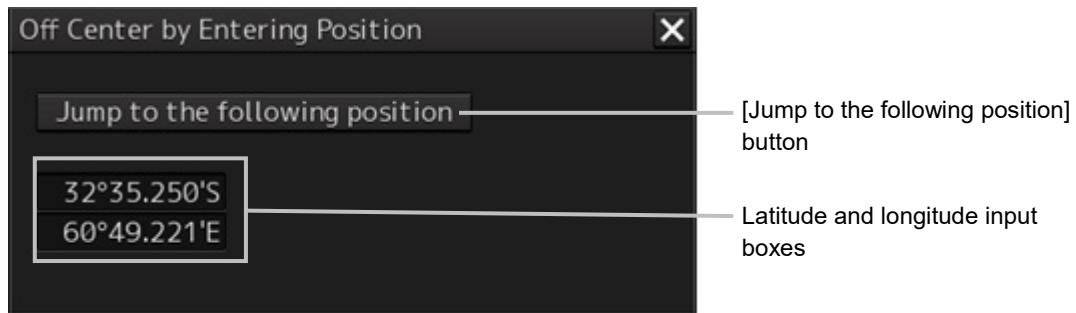 Off Center by Entering Position
Jump to the following position
[Jump to the following position]
button
32°35.250'S
60°49.221'E
Latitude and longitude input
boxes